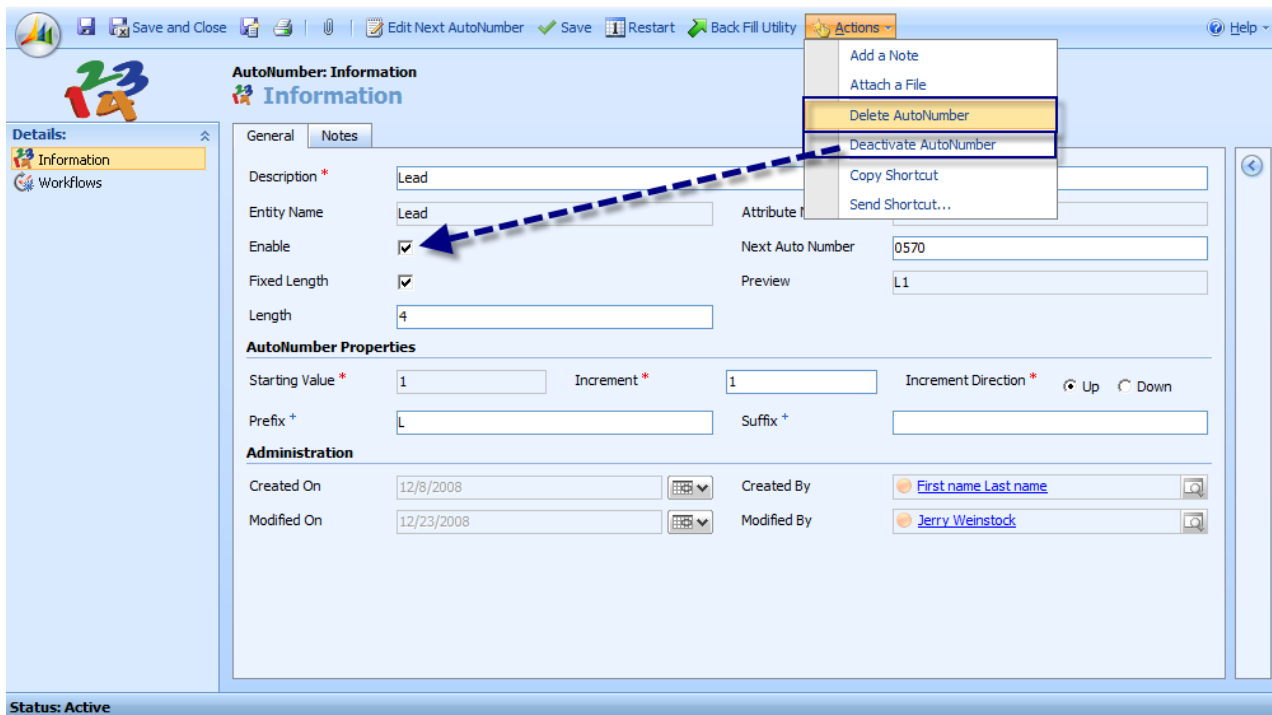 Save and Close Edit Next AutoNumber Save Restart Back Fill Utility Actions Help
Add a Note
Attach a File
Delete AutoNumber
Deactivate AutoNumber
Copy Shortcut
Send Shortcut...
AutoNumber: Information
Information
Details:
Information
Workflows
General Notes
Description * Lead
Entity Name Lead Attribute
Enable Next Auto Number 0570
Fixed Length Preview L1
Length 4
AutoNumber Properties
Starting Value * 1 Increment * 1 Increment Direction * Up Down
Prefix + L Suffix +
Administration
Created On 12/8/2008 Created By First name Last name
Modified On 12/23/2008 Modified By Jerry Weinstock
Status: Active